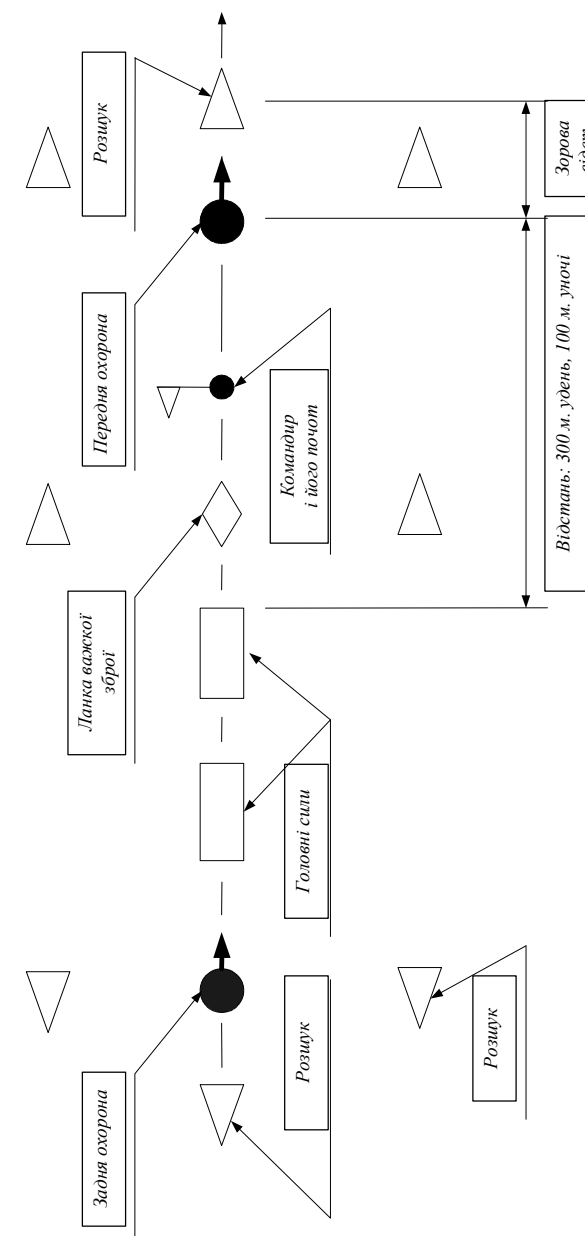 Задня охорона
Ланка важкої
зброї
Передня охорона
Розшук
Розшук
Головні сили
Командир
і його почот
Розшук
Відстань: 300 м. удень, 100 м. уночі
Зорова